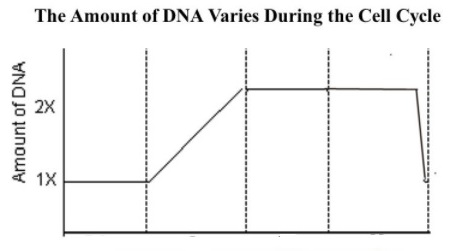 The Amount of DNA Varies During the Cell Cycle
Amount of DNA
2X
1X